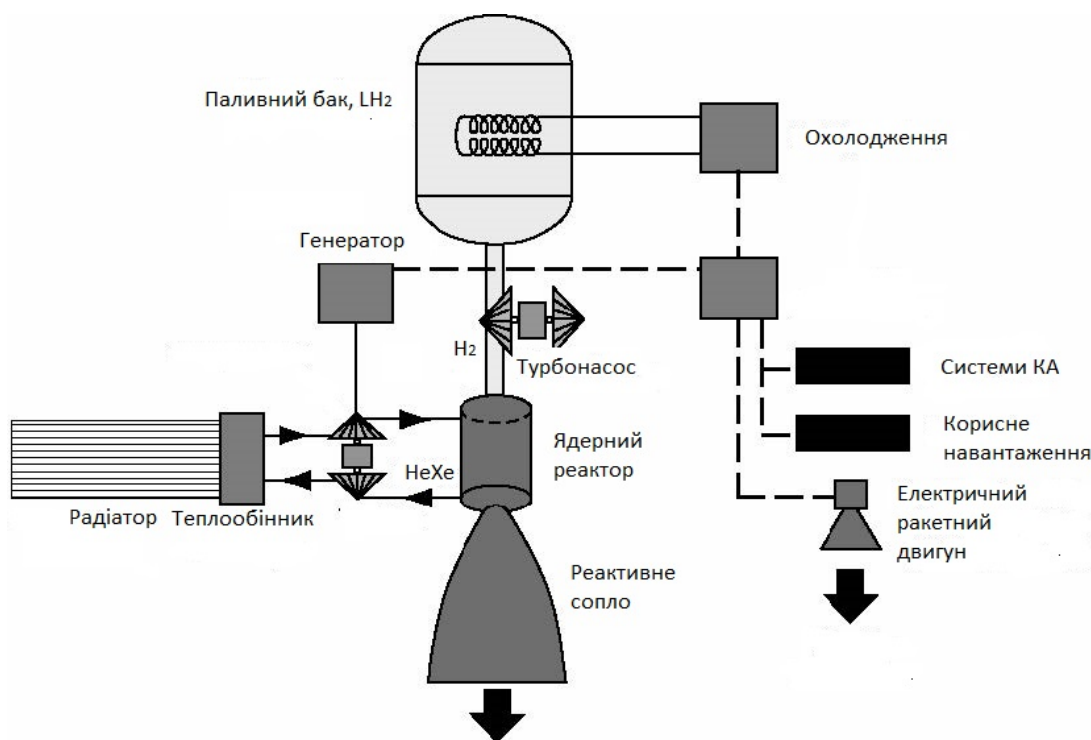 Паливний бак, LH2
Охолодження
Генератор
H2
Турбонасос
Системи КА
Корисне
навантаження
Ядерний
реактор
HeXe
Радіатор
Теплообінник
Електричний
ракетний
двигун
Реактивне
сопло